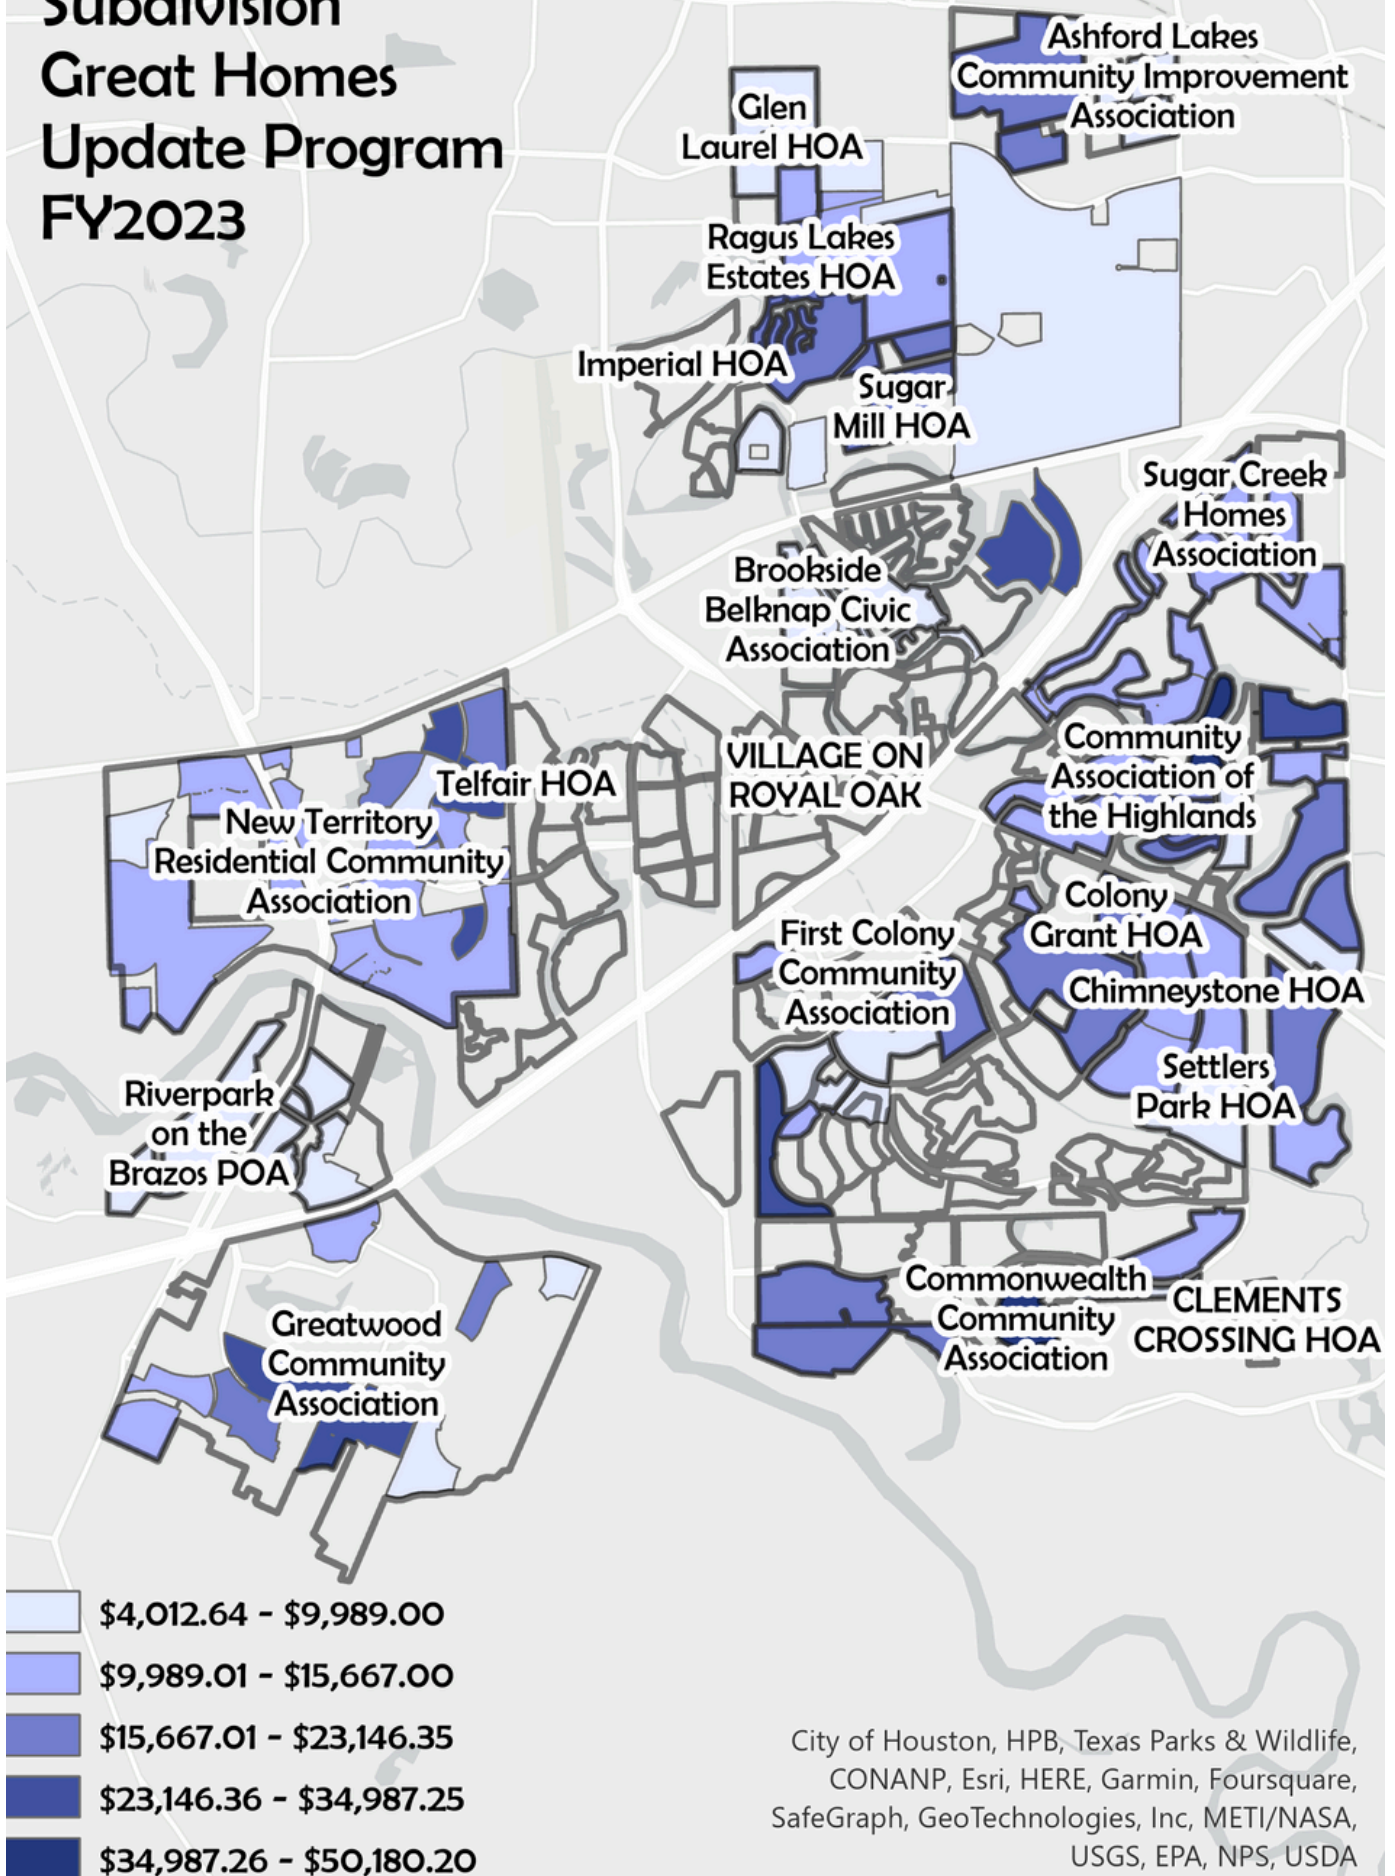 Subdivision
Great Homes
Update Program
FY2023
Ashford Lakes
Community Improvement
Association
Glen
Laurel HOA
Ragus Lakes
Estates HOA
Imperial HOA
Sugar
Mill HOA
Sugar Creek
Homes
Association
Brookside
Belknap Civic
Association
VILLAGE ON
ROYAL OAK
Community
Association of
the Highlands
Telfair HOA
New Territory
Residential Community
Association
Colony
Grant HOA
First Colony
Community
Association
Chimneystone HOA
Settlers
Park HOA
Riverpark
on the
Brazos POA
Commonwealth
Community
Association
CLEMENTS
CROSSING HOA
Greatwood
Community
Association
$4,012.64 - $9,989.00
$9,989.01 - $15,667.00
$15,667.01 - $23,146.35
$23,146.36 - $34,987.25
$34,987.26 - $50,180.20
City of Houston, HPB, Texas Parks & Wildlife,
CONANP, Esri, HERE, Garmin, Foursquare,
SafeGraph, GeoTechnologies, Inc, METI/NASA,
USGS, EPA, NPS, USDA